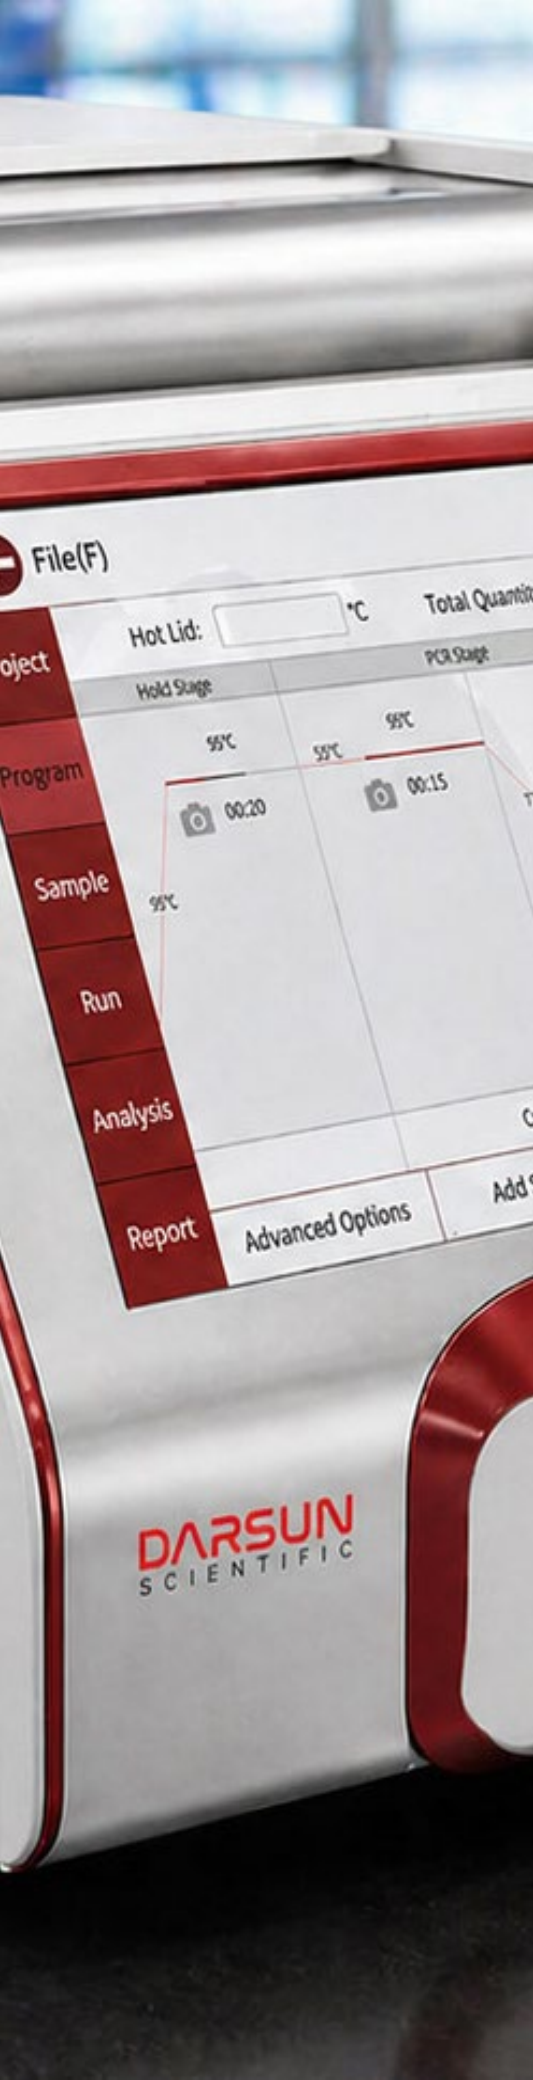 File(F)
Hot Lid: °C Total Quantit
Hold Stage PCR Stage
oject
Program
Sample
Run
Analysis
Report
95℃
00:20
95℃
55℃
95℃
00:15
Advanced Options
Add
DARSUN
SCIENTIFIC